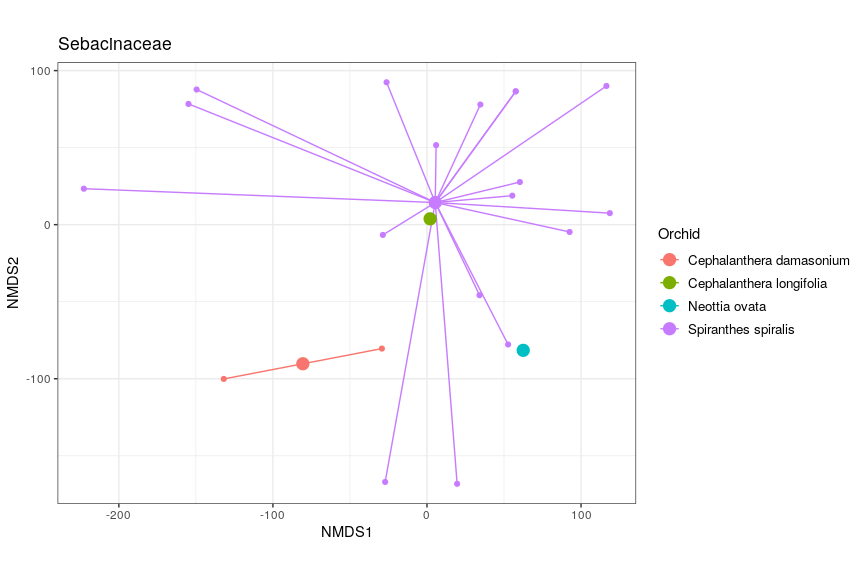 Sebacinaceae
100
0
-100
NMDS2
-200
-100
0
100
NMDS1
Orchid
Cephalanthera damasonium
Cephalanthera longifolia
Neottia ovata
Spiranthes spiralis